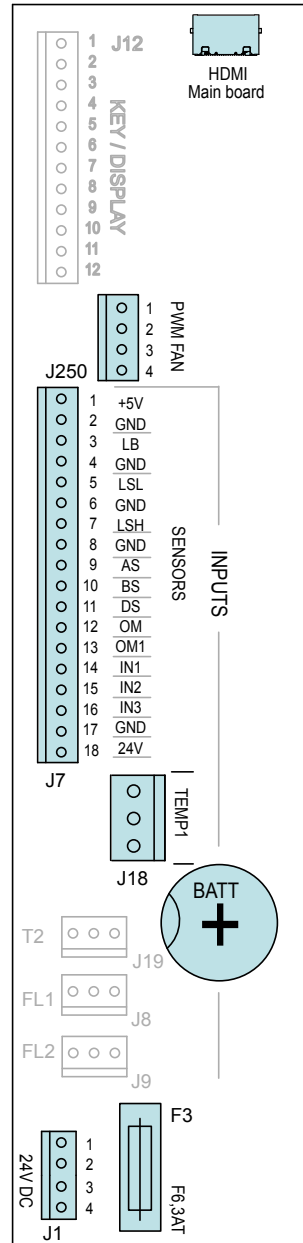 J12
HDMI
Main board
1
2
3
4
5
6
7
8
9
10
11
12
KEY / DISPLAY
1
2
3
4
PWM FAN
J250
1 +5V
2 GND
3 LB
4 GND
5 LSL
6 GND
7 LSH
8 GND
9 AS
10 BS
11 DS
12 OM
13 OM1
14 IN1
15 IN2
16 IN3
17 GND
18 24V
SENSORS
INPUTS
J7
TEMP1
J18
BATT
T2
J19
FL1
J8
FL2
J9
F3
F6,3AT
24V DC
1
2
3
4
J1